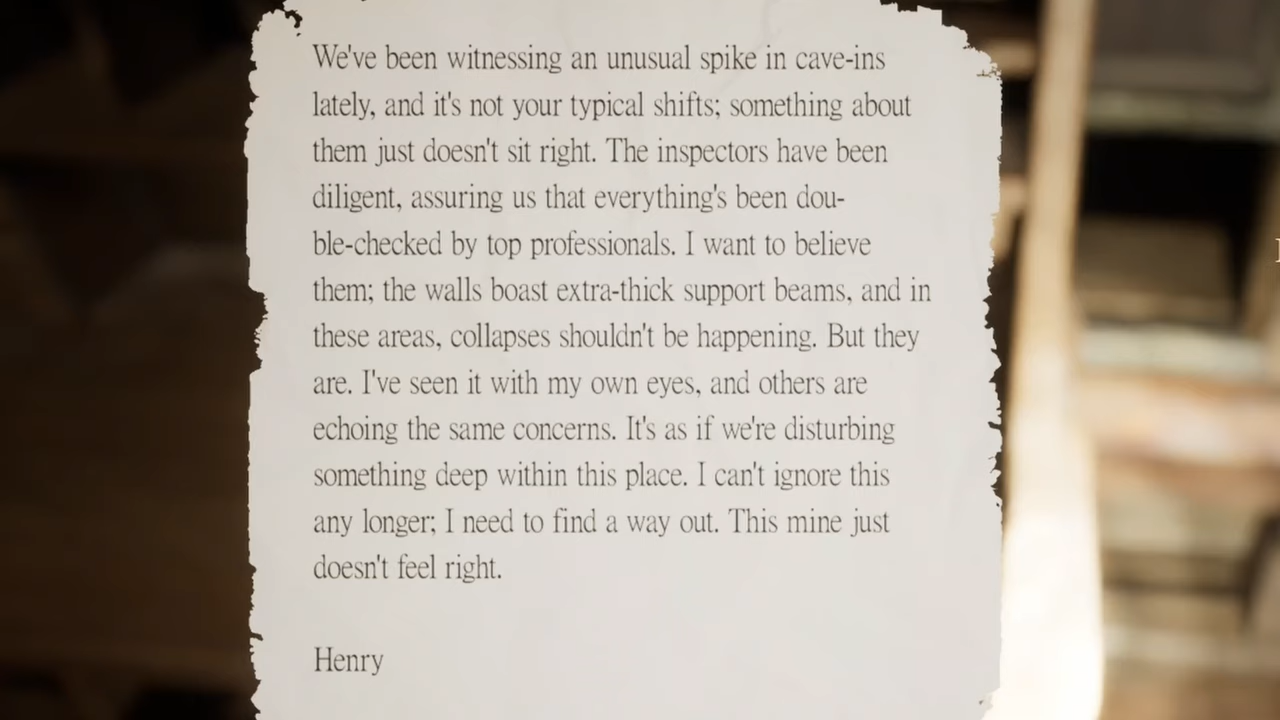 We've been witnessing an unusual spike in cave-ins
lately, and it's not your typical shifts; something about
them just doesn't sit right. The inspectors have been
diligent, assuring us that everything's been dou-
ble-checked by top professionals. I want to believe
them; the walls boast extra-thick support beams, and in
these areas, collapses shouldn't be happening. But they
are. I've seen it with my own eyes, and others are
echoing the same concerns. It's as if we're disturbing
something deep within this place. I can't ignore this
any longer; I need to find a way out. This mine just
doesn't feel right.
Henry